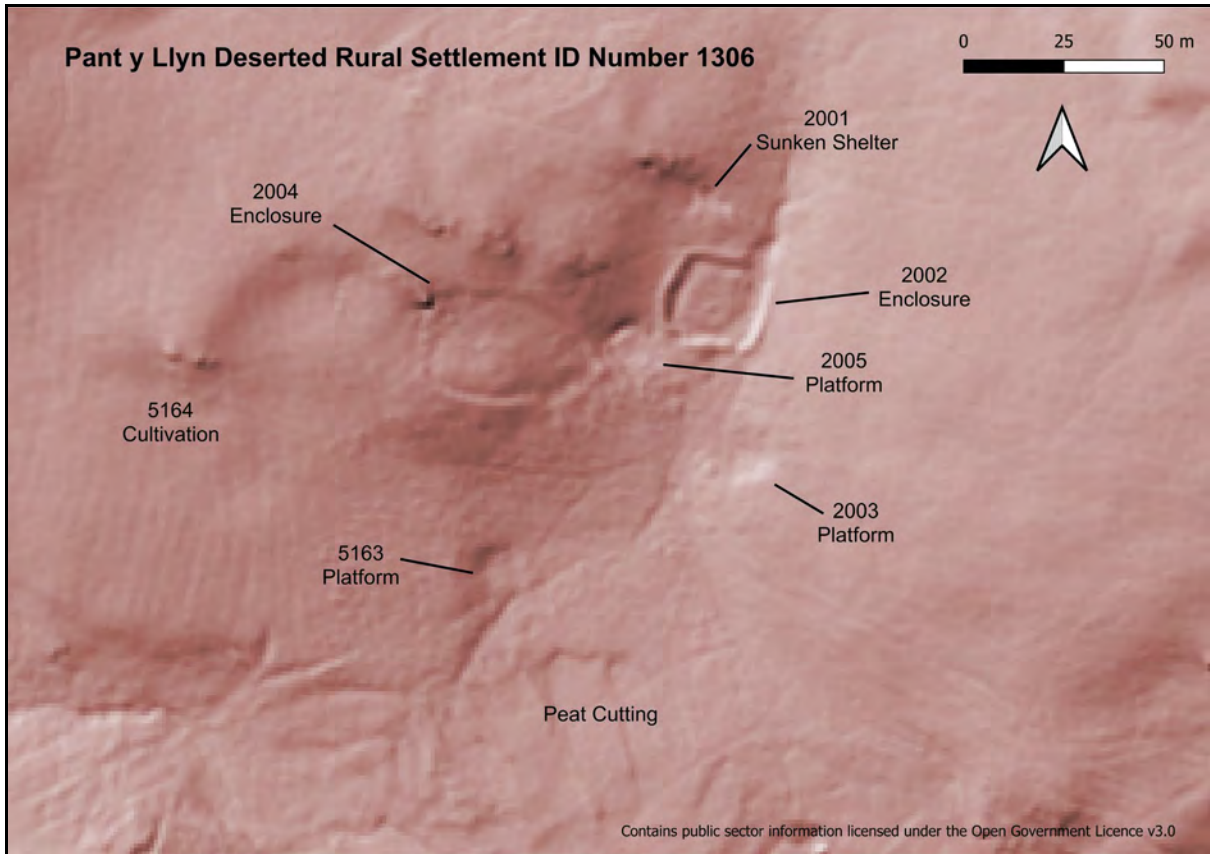 Pant y Llyn Deserted Rural Settlement ID Number 1306
0 25 50 m
2001
Sunken Shelter
2004
Enclosure
2002
Enclosure
2005
Platform
5164
Cultivation
2003
Platform
5163
Platform
Peat Cutting
Contains public sector information licensed under the Open Government Licence v3.0